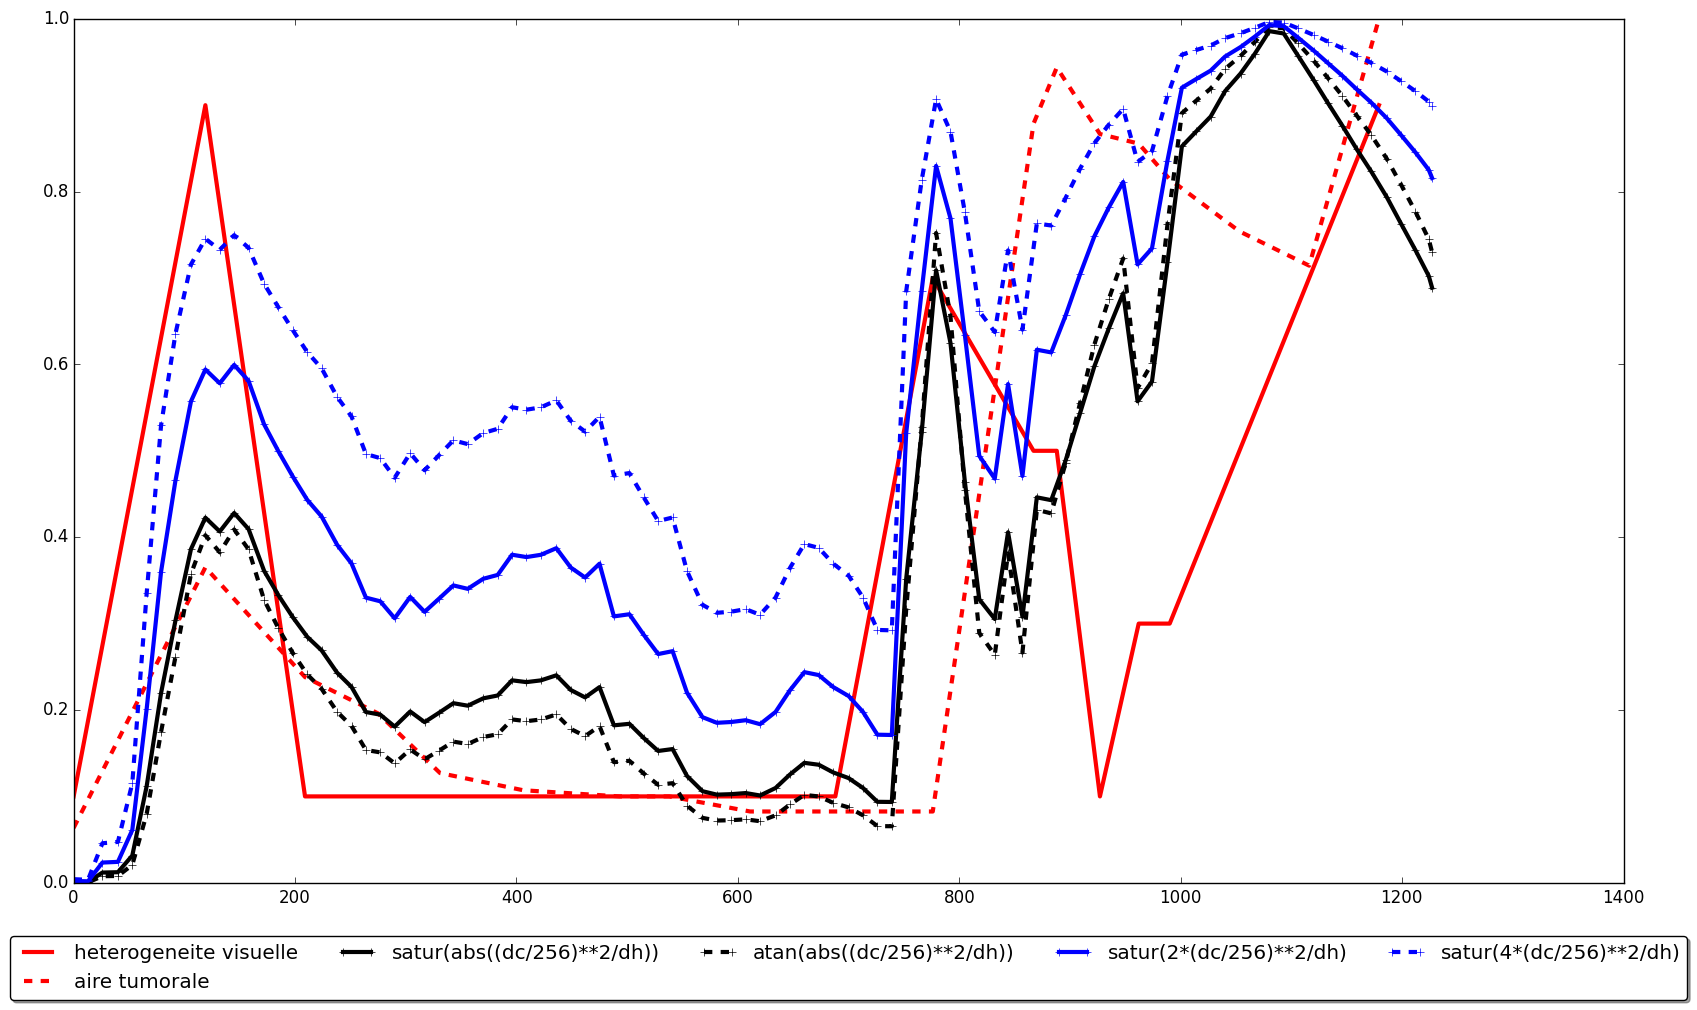 1.0
0.8
0.6
0.4
0.2
0.0
0 200 400 600 800 1000 1200 1400
heterogeneite visuelle satur(abs((dc/256)**2/dh)) atan(abs((dc/256)**2/dh)) satur(2*(dc/256)**2/dh) satur(4*(dc/256)**2/dh)
aire tumorale